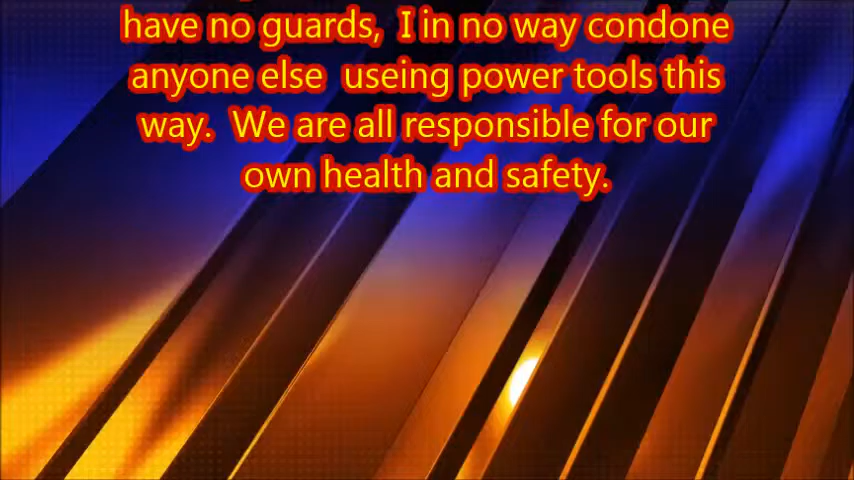 have no guards, I in no way condone
anyone else useing power tools this
way. We are all responsible for our
own health and safety.